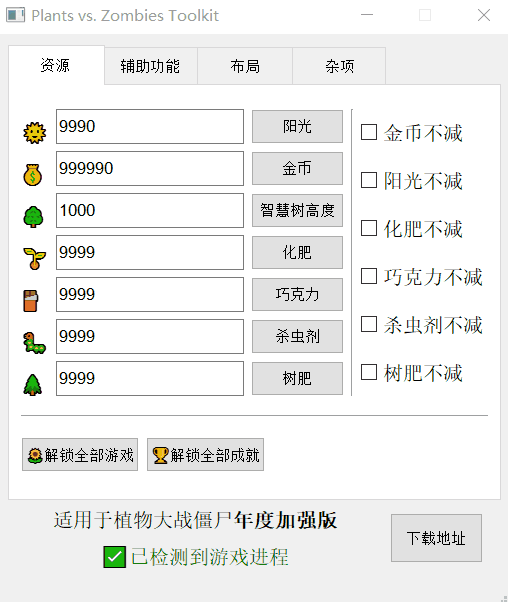 Plants vs. Zombies Toolkit
资源 辅助功能 布局 杂项
9990 阳光 金币不减
999990 金币 阳光不减
1000 智慧树高度 化肥不减
9999 化肥 巧克力不减
9999 巧克力 杀虫剂不减
9999 杀虫剂 树肥不减
9999 树肥
解锁全部游戏 解锁全部成就
适用于植物大战僵尸年度加强版
已检测到游戏进程
下载地址